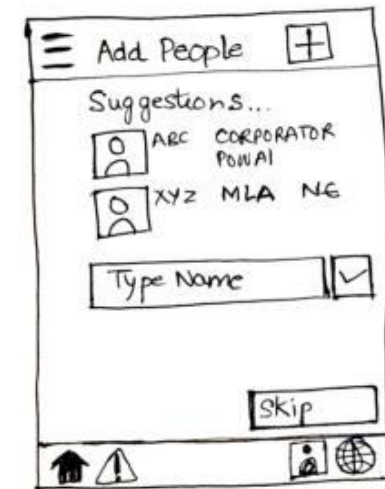 Add People
Suggestions...
ABC CORPORATOR
POWAI
XYZ MLA NE
Type Name
Skip